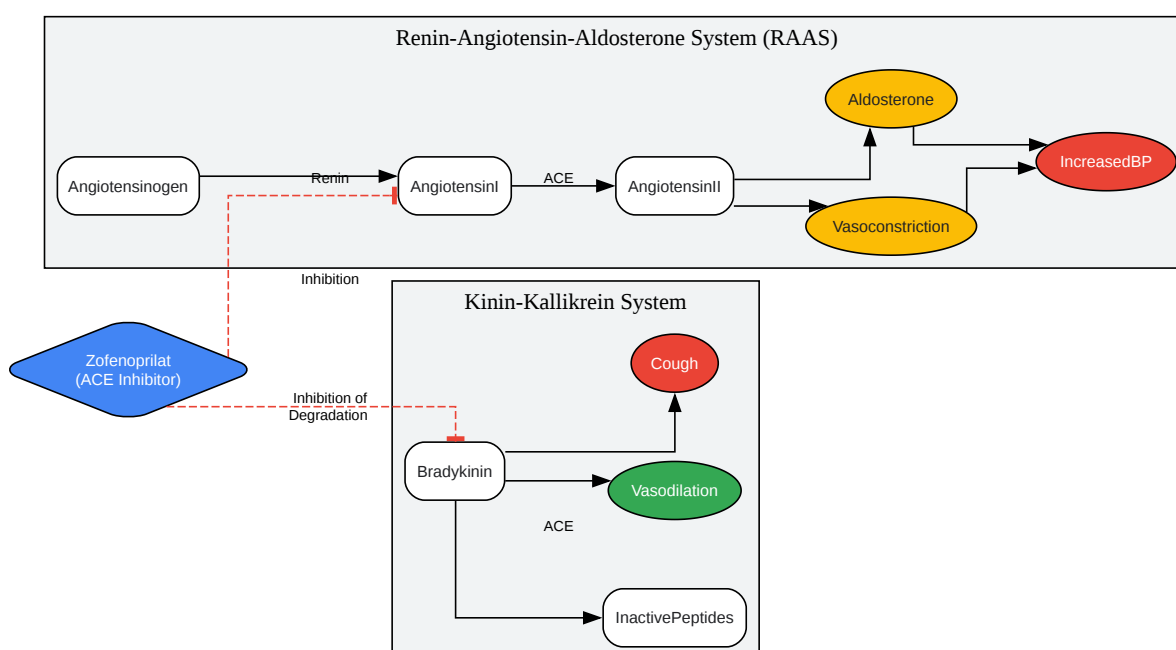 Renin-Angiotensin-Aldosterone System (RAAS)
Aldosterone
Angiotensinogen
Renin
AngiotensinI
ACE
AngiotensinII
IncreasedBP
Vasoconstriction
Inhibition
Kinin-Kallikrein System
Zofenoprilat
(ACE Inhibitor)
Cough
Inhibition of
Degradation
Bradykinin
Vasodilation
ACE
InactivePeptides